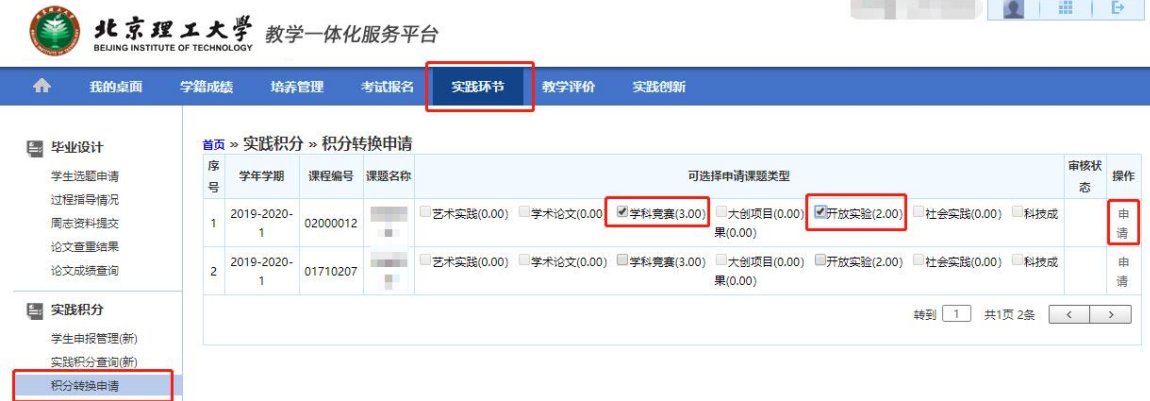 北京理工大學 教学一体化服务平台
BEIJING INSTITUTE OF TECHNOLOGY
我的桌面 学籍成绩 培养管理 考试报名 实践环节 教学评价 实践创新
毕业设计
学生选题申请
过程指导情况
周志资料提交
论文查重结果
论文成绩查询
实践积分
学生申报管理(新)
实践积分查询(新)
积分转换申请
首页 » 实践积分 » 积分转换申请
序号 学年学期 课程编号 课题名称 可选择申请课题类型 审核状态 操作
1 2019-2020-1 02000012 艺术实践(0.00) 学术论文(0.00) 学科竞赛(3.00) 大创项目(0.00) 开放实验(2.00) 社会实践(0.00) 科技成果(0.00) 申请
2 2019-2020-1 01710207 艺术实践(0.00) 学术论文(0.00) 学科竞赛(3.00) 大创项目(0.00) 开放实验(2.00) 社会实践(0.00) 科技成果(0.00) 申请
转到 1 共1页 2条 < >